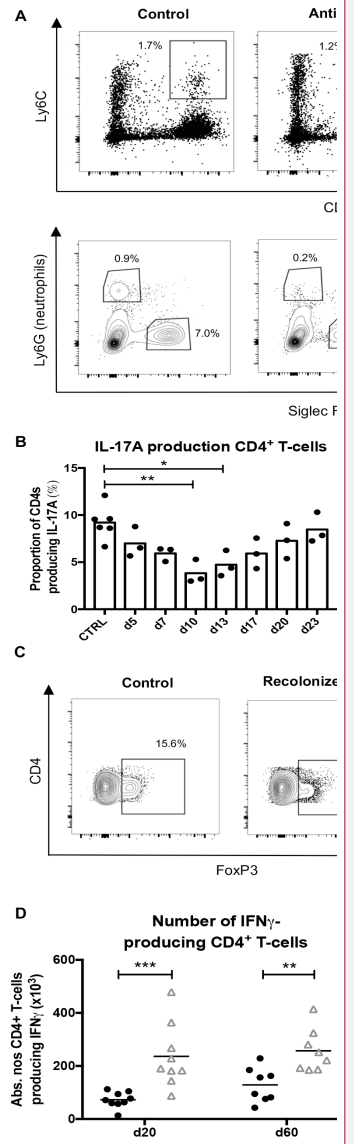 A
Control
Anti
1.7%
1.2%
Ly6C
CD
0.9%
0.2%
7.0%
Ly6G (neutrophils)
Siglec F
B
IL-17A production CD4+ T-cells
Proportion of CD4s
producing IL-17A (%)
15
10
5
0
*
**
CTRL
d5
d7
d10
d13
d17
d20
d23
C
Control
Recolonize
15.6%
CD4
FoxP3
D
Number of IFNγ-
producing CD4+ T-cells
Abs. nos CD4+ T-cells
producing IFNγ (x10³)
600
400
200
0
***
**
d20
d60